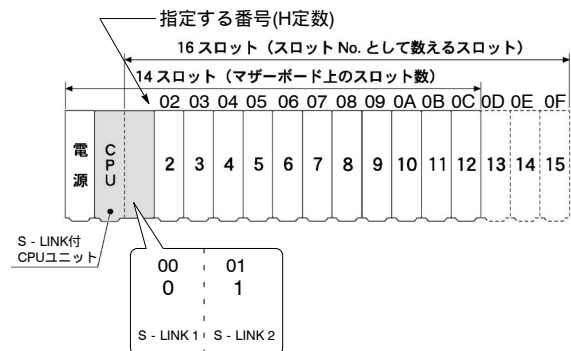 指定する番号(H定数)
16 スロット（スロット No. として数えるスロット）
14 スロット（マザーボード上のスロット数）
02 03 04 05 06 07 08 09 0A 0B 0C 0D 0E 0F
電源 CPU 2 3 4 5 6 7 8 9 10 11 12 13 14 15
S - LINK付
CPUユニット
00 01
0 1
S - LINK 1 S - LINK 2